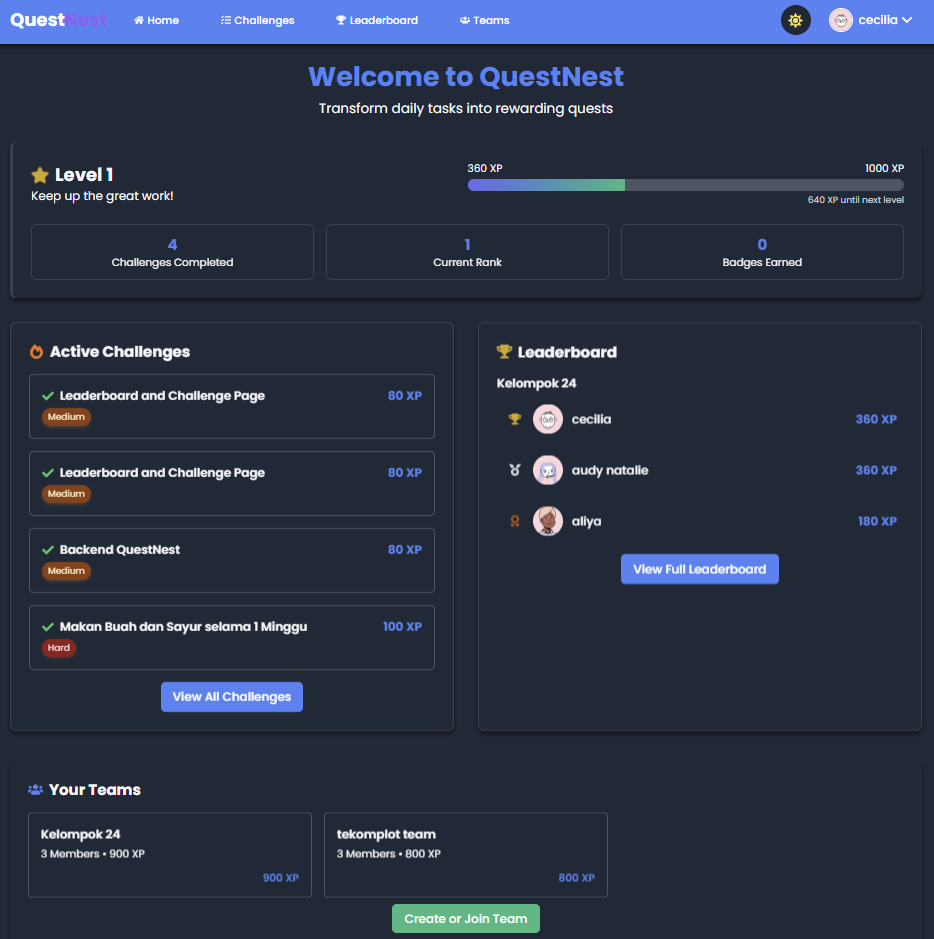 QuestNest Home Challenges Leaderboard Teams cecilia
Welcome to QuestNest
Transform daily tasks into rewarding quests
Level 1
Keep up the great work!
360 XP 1000 XP
640 XP until next level
4
Challenges Completed
1
Current Rank
0
Badges Earned
Active Challenges
Leaderboard and Challenge Page 80 XP
Medium
Leaderboard and Challenge Page 80 XP
Medium
Backend QuestNest 80 XP
Medium
Makan Buah dan Sayur selama 1 Minggu 100 XP
Hard
View All Challenges
Leaderboard
Kelompok 24
cecilia 360 XP
audy natalie 360 XP
aliya 180 XP
View Full Leaderboard
Your Teams
Kelompok 24
3 Members • 900 XP
900 XP
tekomplot team
3 Members • 800 XP
800 XP
Create or Join Team